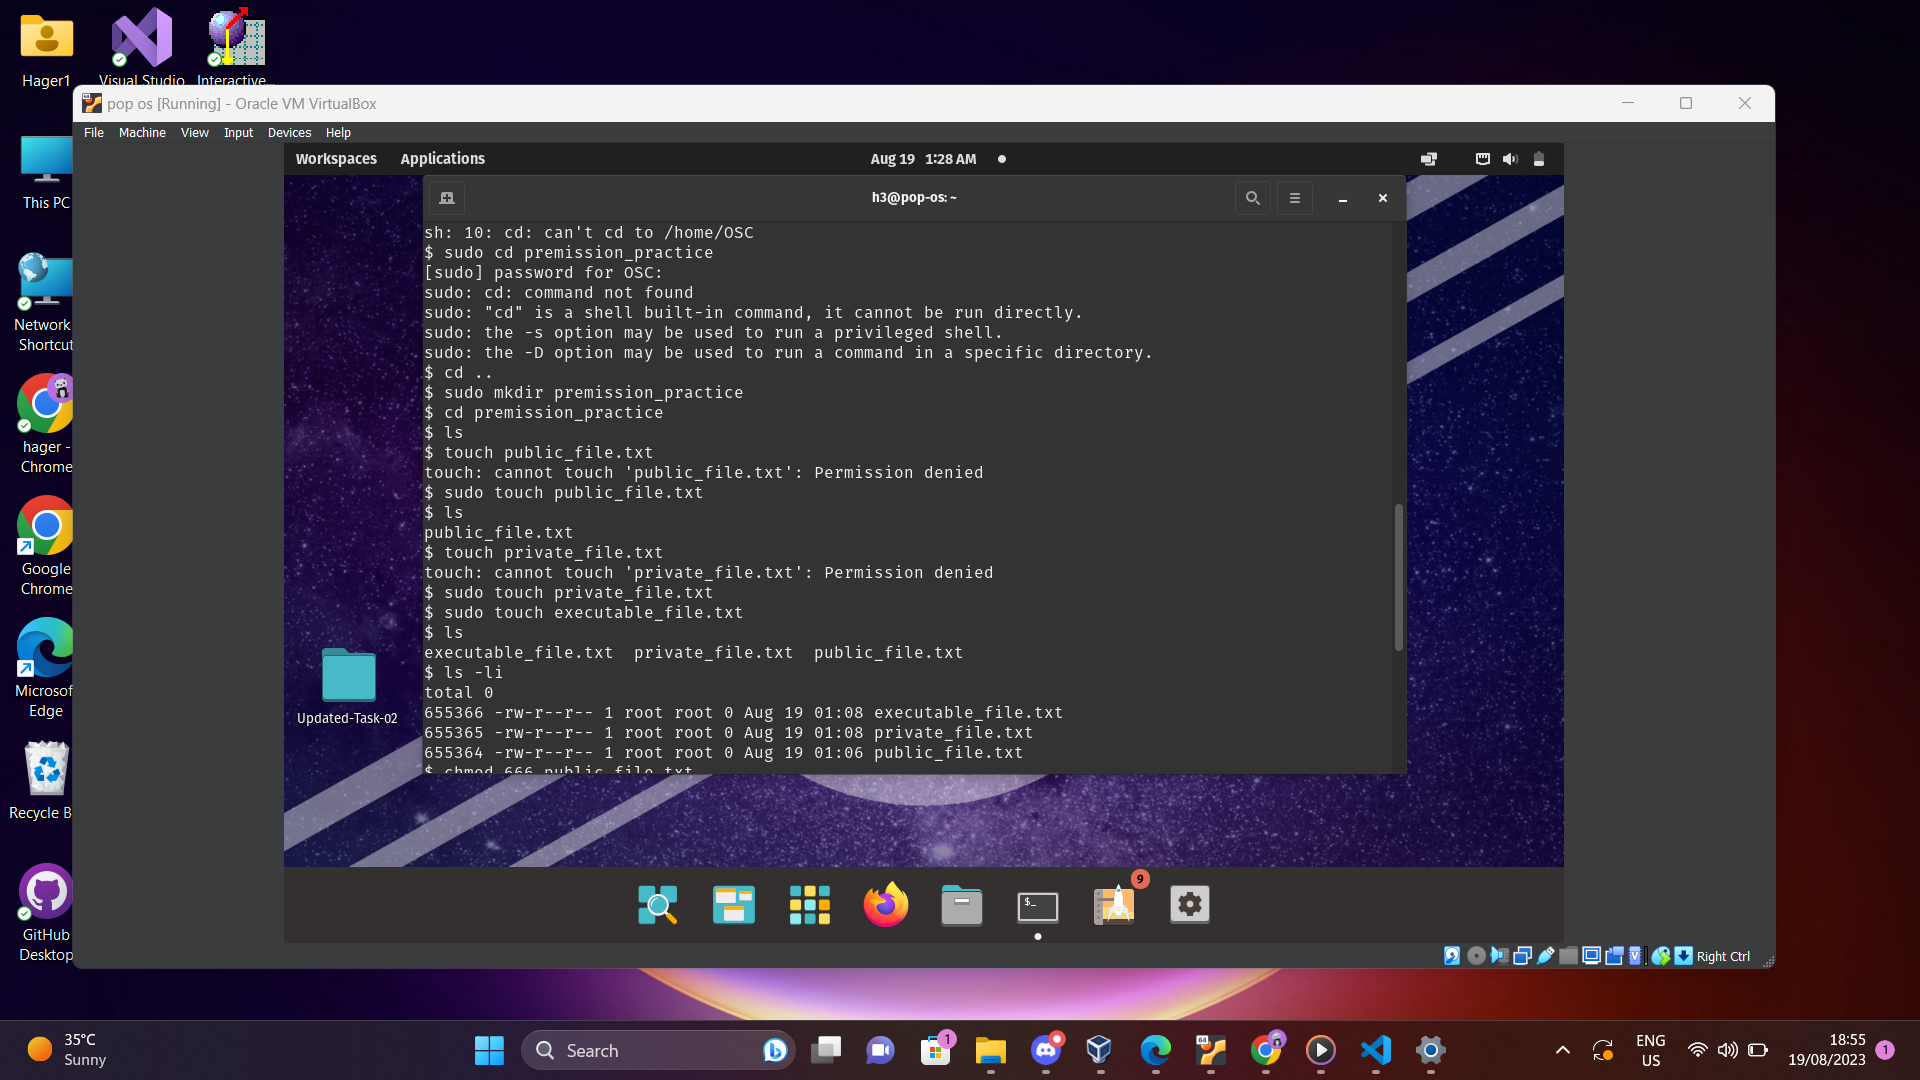 Hager1
Visual Studio
Interactive...
This PC
Network
Shortcut
hager -
Chrome
Google
Chrome
Microsof
Edge
Recycle B
GitHub
Desktop
pop os [Running] - Oracle VM VirtualBox
File Machine View Input Devices Help
Workspaces Applications
Aug 19 1:28 AM
h3@pop-os: ~
sh: 10: cd: can't cd to /home/OSC
$ sudo cd premission_practice
[sudo] password for OSC:
sudo: cd: command not found
sudo: "cd" is a shell built-in command, it cannot be run directly.
sudo: the -s option may be used to run a privileged shell.
sudo: the -D option may be used to run a command in a specific directory.
$ cd ..
$ sudo mkdir premission_practice
$ cd premission_practice
$ ls
$ touch public_file.txt
touch: cannot touch 'public_file.txt': Permission denied
$ sudo touch public_file.txt
$ ls
public_file.txt
$ touch private_file.txt
touch: cannot touch 'private_file.txt': Permission denied
$ sudo touch private_file.txt
$ sudo touch executable_file.txt
$ ls
executable_file.txt private_file.txt public_file.txt
$ ls -li
total 0
655366 -rw-r--r-- 1 root root 0 Aug 19 01:08 executable_file.txt
655365 -rw-r--r-- 1 root root 0 Aug 19 01:08 private_file.txt
655364 -rw-r--r-- 1 root root 0 Aug 19 01:06 public_file.txt
$ chmod 666 public_file.txt
Updated-Task-02
$_
9
V
Right Ctrl
35°C
Sunny
Search
1
64
ENG
US
18:55
19/08/2023
1